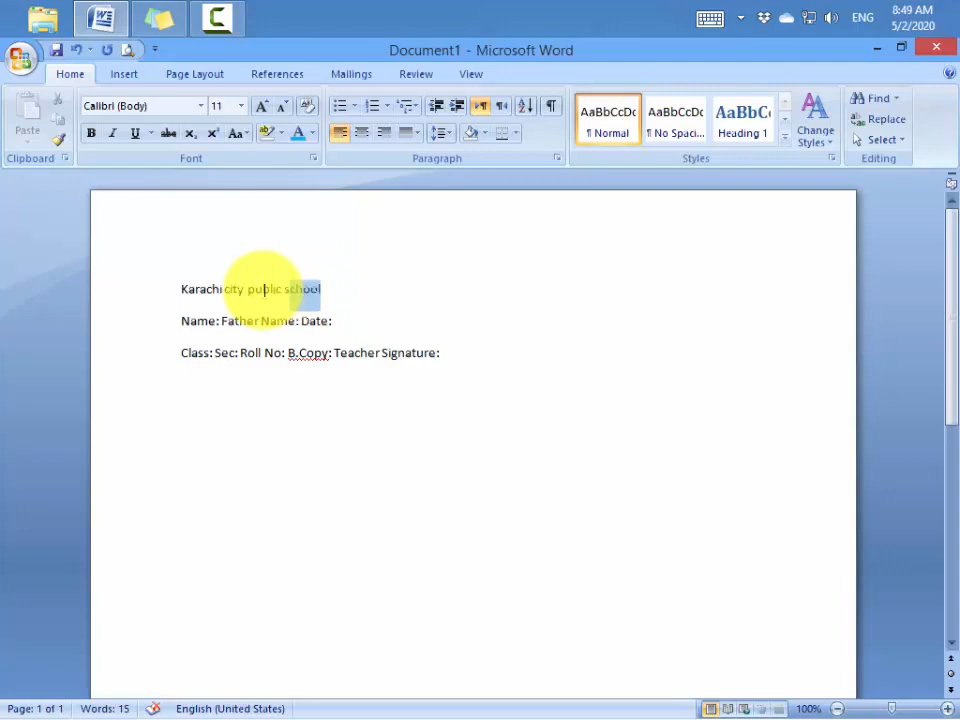 8:49 AM
ENG
5/2/2020
Document1 - Microsoft Word
Home Insert Page Layout References Mailings Review View
Paste
Calibri (Body) 11
AaBbCcDc AaBbCcDc AaBbC
¶ Normal ¶ No Spaci... Heading 1
Change Styles
Find
Replace
Select
Clipboard Font Paragraph Styles Editing
Karachi city public school
Name: Father Name: Date:
Class: Sec: Roll No: B.Copy: Teacher Signature:
Page: 1 of 1 Words: 15 English (United States) 100%